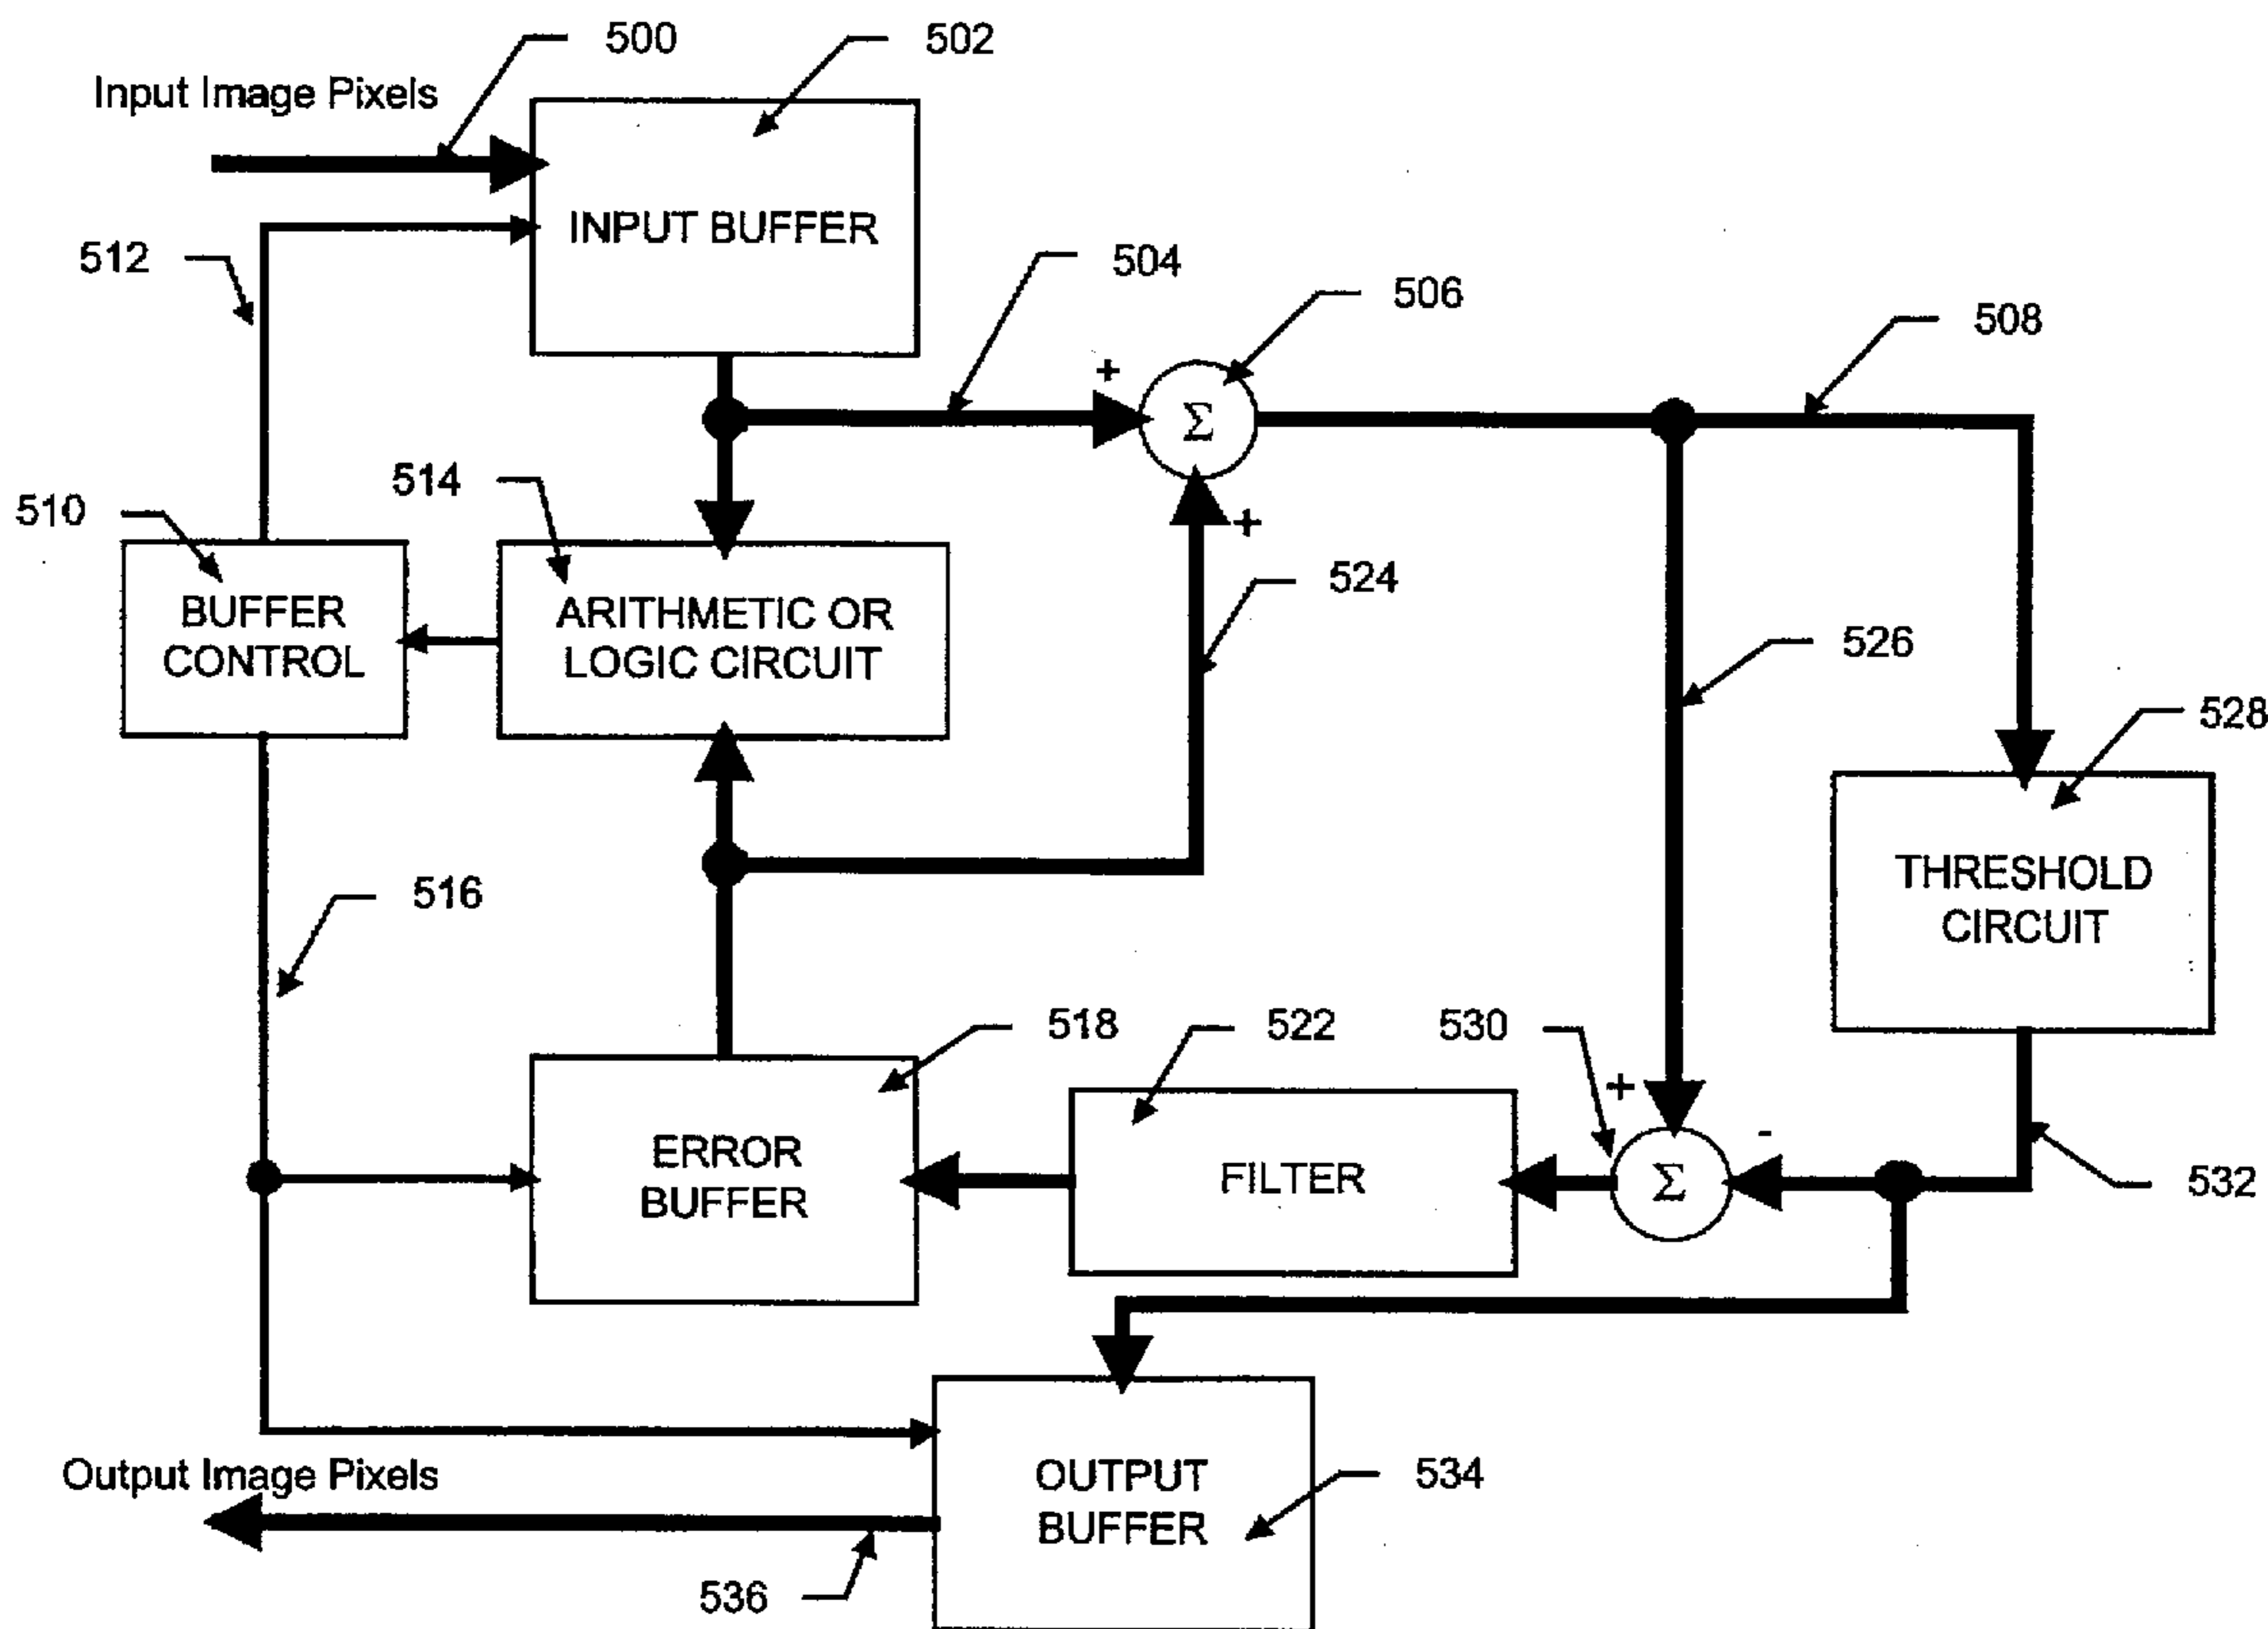 500
502
Input Image Pixels
INPUT BUFFER
512
504
506
508
+
Σ
514
510
+
524
BUFFER
CONTROL
ARITHMETIC OR
LOGIC CIRCUIT
526
528
516
THRESHOLD
CIRCUIT
518
522
530
+
-
ERROR
BUFFER
FILTER
Σ
532
Output Image Pixels
OUTPUT
BUFFER
534
536